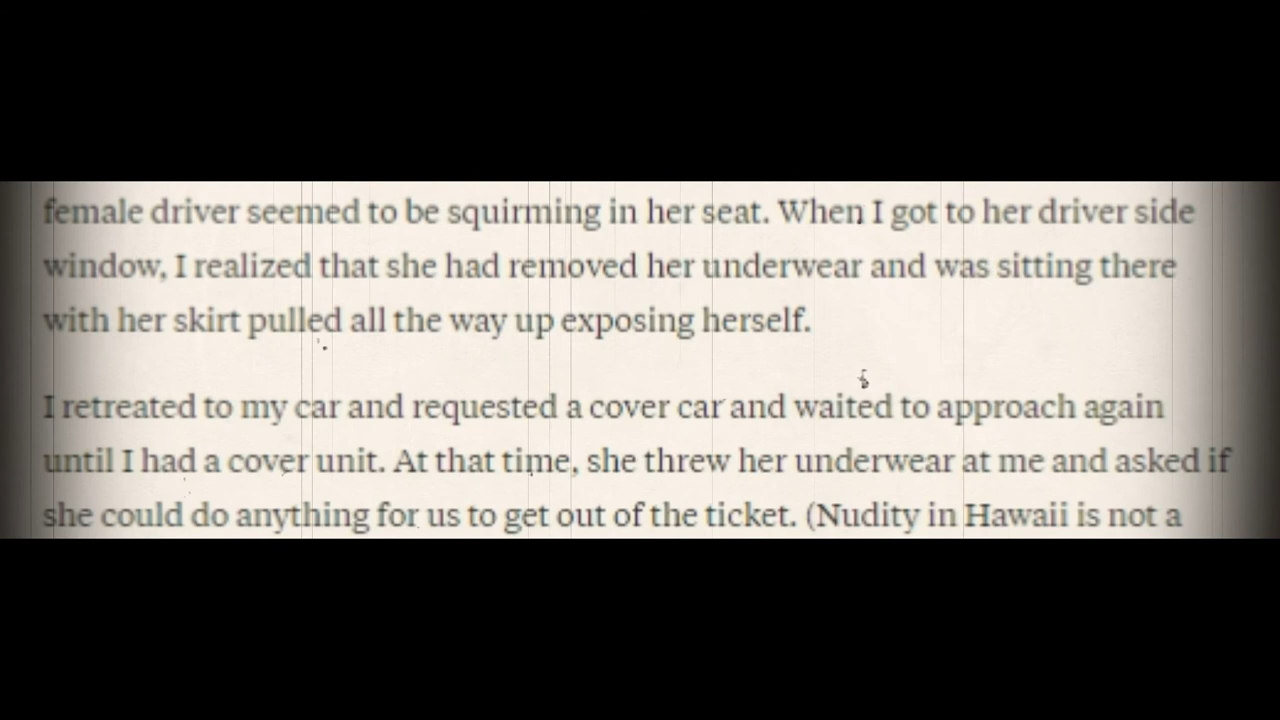 female driver seemed to be squirming in her seat. When I got to her driver side
window, I realized that she had removed her underwear and was sitting there
with her skirt pulled all the way up exposing herself.
I retreated to my car and requested a cover car and waited to approach again
until I had a cover unit. At that time, she threw her underwear at me and asked if
she could do anything for us to get out of the ticket. (Nudity in Hawaii is not a